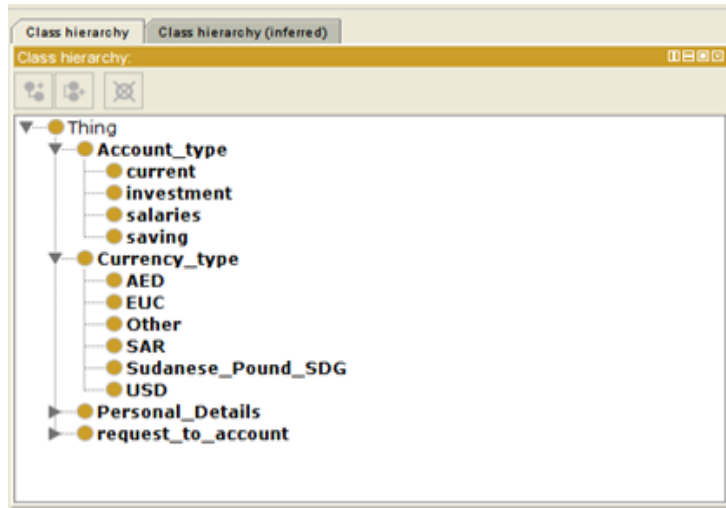 Class hierarchy Class hierarchy (inferred)
Class hierarchy:
Thing
Account_type
current
investment
salaries
saving
Currency_type
AED
EUC
Other
SAR
Sudanese_Pound_SDG
USD
Personal_Details
request_to_account